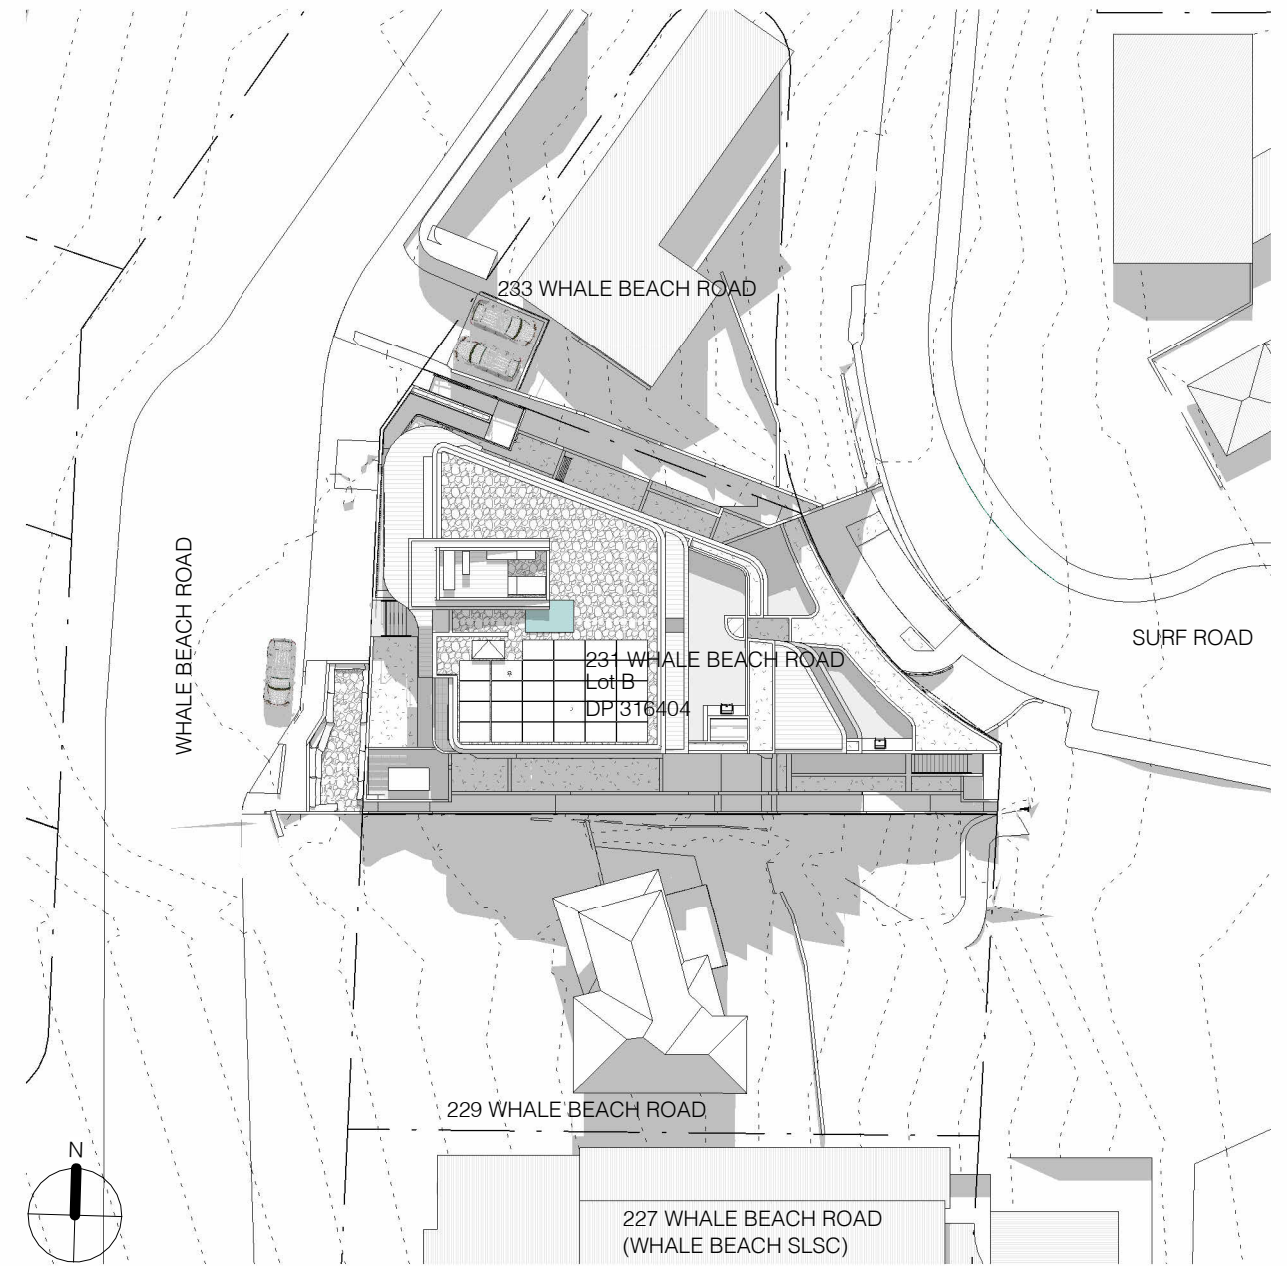 233 WHALE BEACH ROAD
WHALE BEACH ROAD
SURF ROAD
231 WHALE BEACH ROAD
Lot B
DP 316404
229 WHALE BEACH ROAD
N
227 WHALE BEACH ROAD
(WHALE BEACH SLSC)